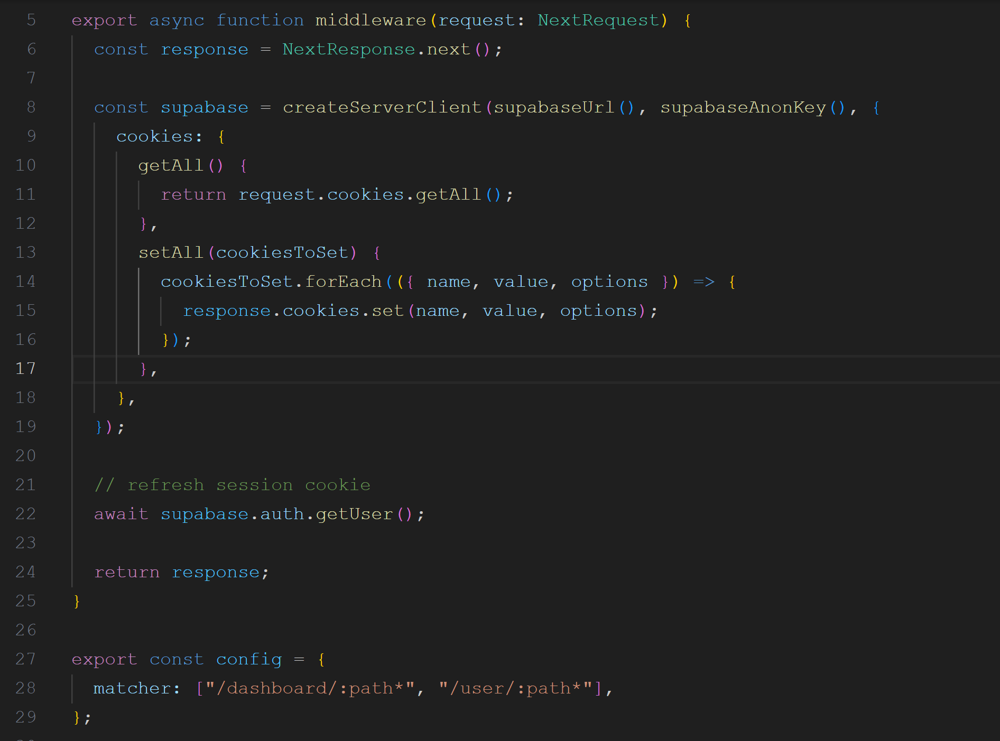 5 export async function middleware(request: NextRequest) {
6 const response = NextResponse.next();
7
8 const supabase = createServerClient(supabaseUrl(), supabaseAnonKey(), {
9 cookies: {
10 getAll() {
11 return request.cookies.getAll();
12 },
13 setAll(cookiesToSet) {
14 cookiesToSet.forEach(({ name, value, options }) => {
15 response.cookies.set(name, value, options);
16 });
17 },
18 },
19 });
20
21 // refresh session cookie
22 await supabase.auth.getUser();
23
24 return response;
25 }
26
27 export const config = {
28 matcher: ["/dashboard/:path*", "/user/:path*"],
29 };